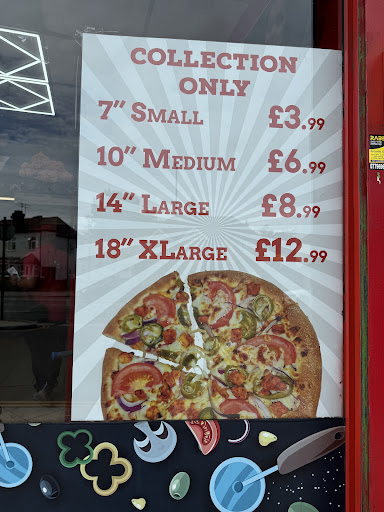 COLLECTION
ONLY
7" SMALL £3.99
10" MEDIUM £6.99
14" LARGE £8.99
18" XLARGE £12.99